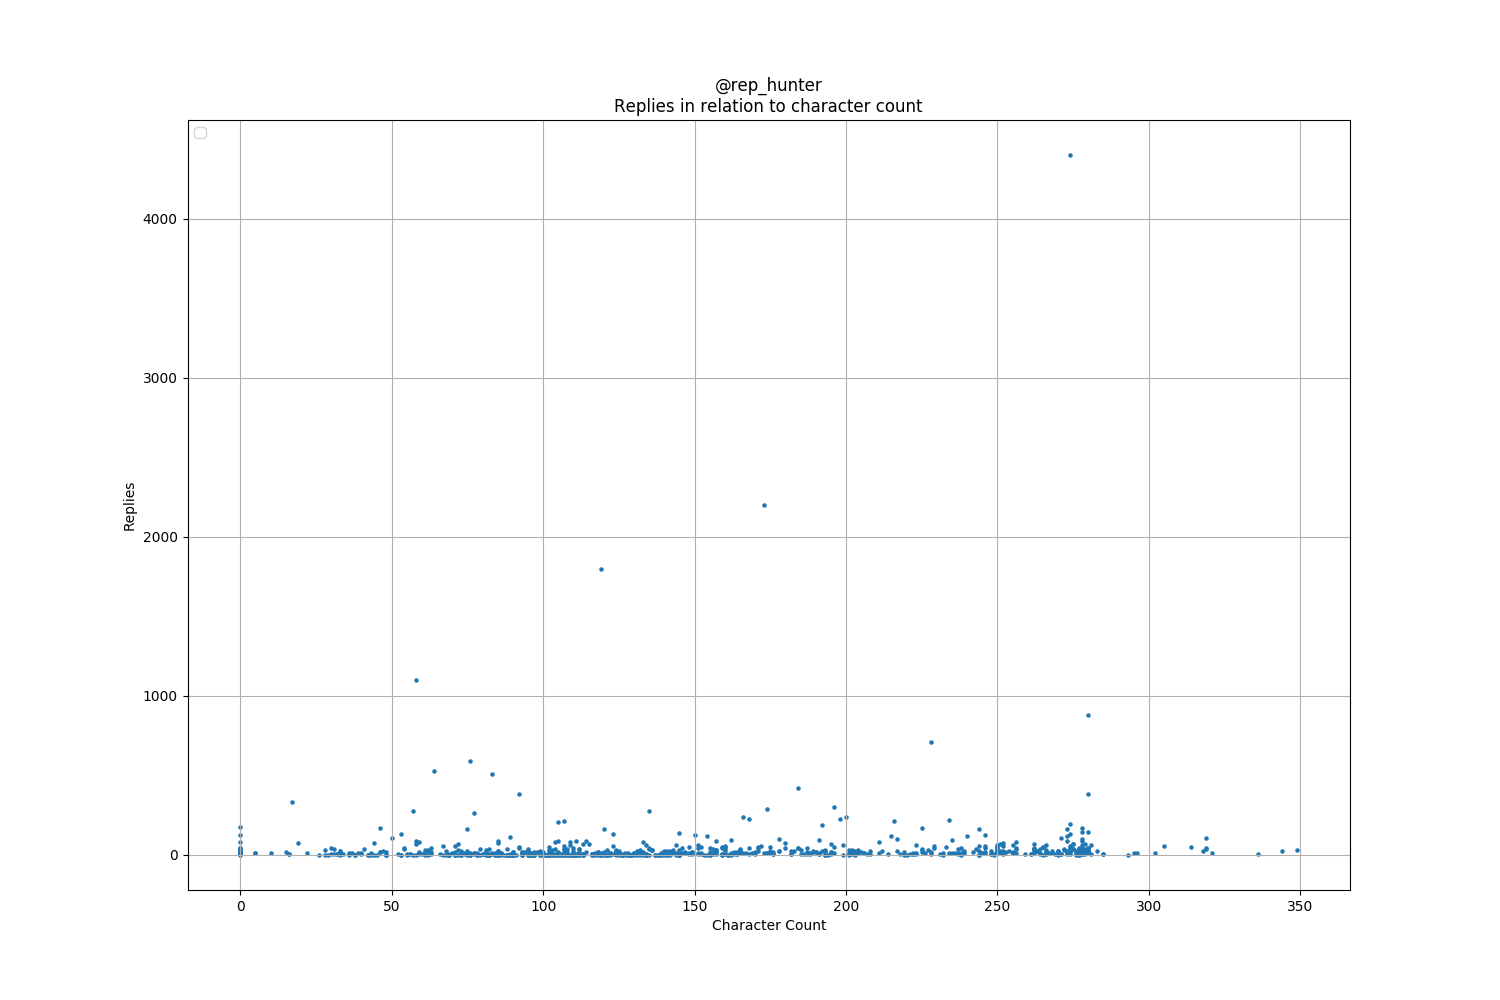 @rep_hunter
Replies in relation to character count
4000
3000
2000
1000
0
Replies
0 50 100 150 200 250 300 350
Character Count